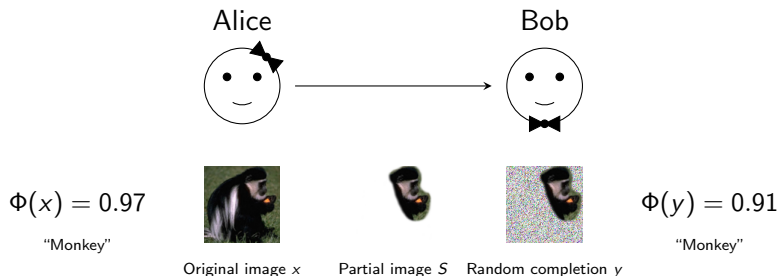 Alice
Bob
Φ(x) = 0.97
Φ(y) = 0.91
“Monkey”
“Monkey”
Original image x
Partial image S
Random completion y